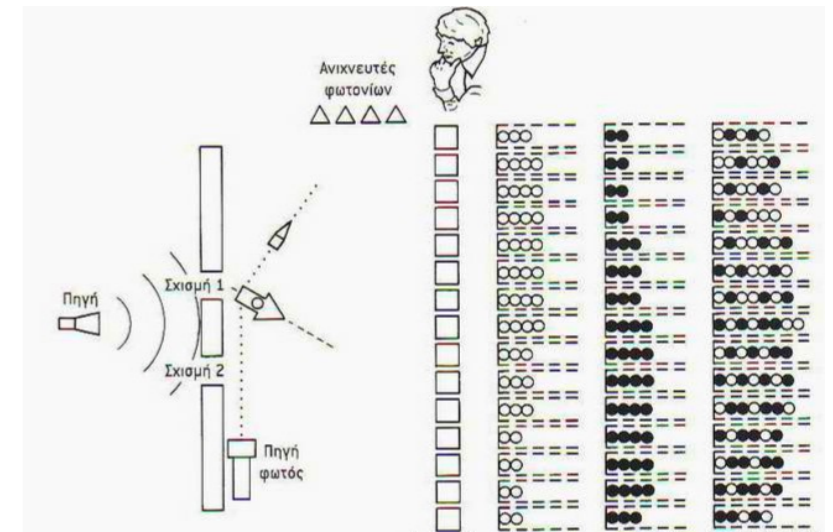 Ανιχνευτές
φωτονίων
Σχισμή 1
Πηγή
Σχισμή 2
Πηγή
φωτός